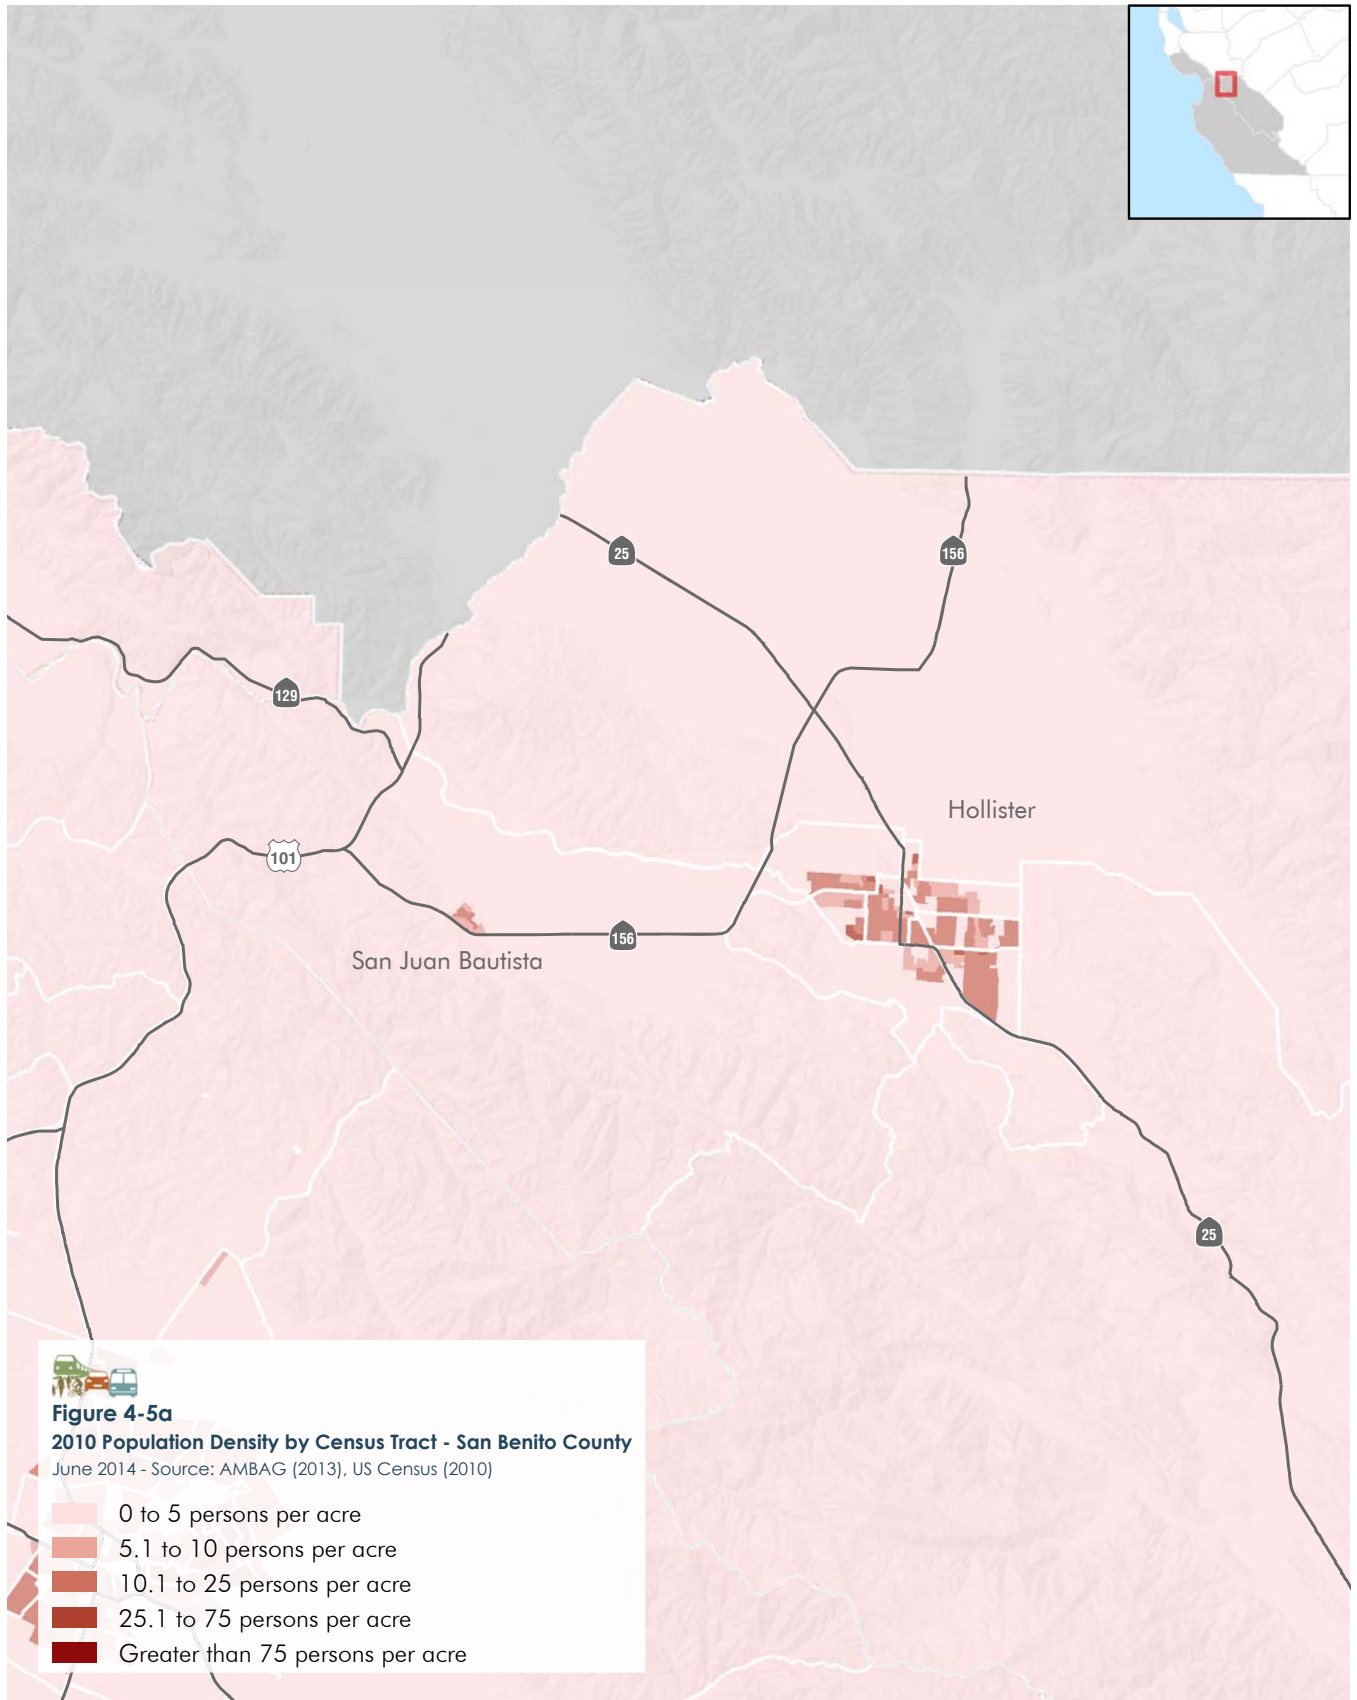 25
156
129
Hollister
101
156
San Juan Bautista
25
Figure 4-5a
2010 Population Density by Census Tract - San Benito County
June 2014 - Source: AMBAG (2013), US Census (2010)
0 to 5 persons per acre
5.1 to 10 persons per acre
10.1 to 25 persons per acre
25.1 to 75 persons per acre
Greater than 75 persons per acre